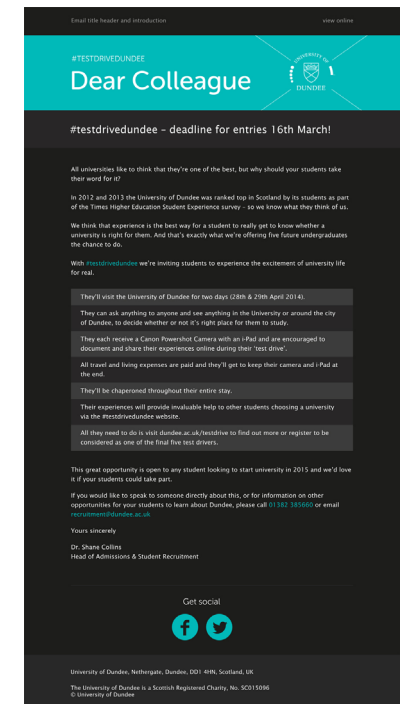 Email title header and introduction
view online
#TESTDRIVEDUNDEE
Dear Colleague
UNIVERSITY OF
DUNDEE
#testdrivedundee – deadline for entries 16th March!
All universities like to think that they're one of the best, but why should your students take
their word for it?
In 2012 and 2013 the University of Dundee was ranked top in Scotland by its students as part
of the Times Higher Education Student Experience survey – so we know what they think of us.
We think that experience is the best way for a student to really get to know whether a
university is right for them. And that's exactly what we're offering five future undergraduates
the chance to do.
With #testdrivedundee we're inviting students to experience the excitement of university life
for real.
They'll visit the University of Dundee for two days (28th & 29th April 2014).
They can ask anything to anyone and see anything in the University or around the city
of Dundee, to decide whether or not it's right place for them to study.
They each receive a Canon Powershot Camera with an i-Pad and are encouraged to
document and share their experiences online during their 'test drive'.
All travel and living expenses are paid and they'll get to keep their camera and i-Pad at
the end.
They'll be chaperoned throughout their entire stay.
Their experiences will provide invaluable help to other students choosing a university
via the #testdrivedundee website.
All they need to do is visit dundee.ac.uk/testdrive to find out more or register to be
considered as one of the final five test drivers.
This great opportunity is open to any student looking to start university in 2015 and we'd love
it if your students could take part.
If you would like to speak to someone directly about this, or for information on other
opportunities for your students to learn about Dundee, please call 01382 385660 or email
recruitment@dundee.ac.uk
Yours sincerely
Dr. Shane Collins
Head of Admissions & Student Recruitment
Get social
University of Dundee, Nethergate, Dundee, DD1 4HN, Scotland, UK
The University of Dundee is a Scottish Registered Charity, No. SC015096
© University of Dundee